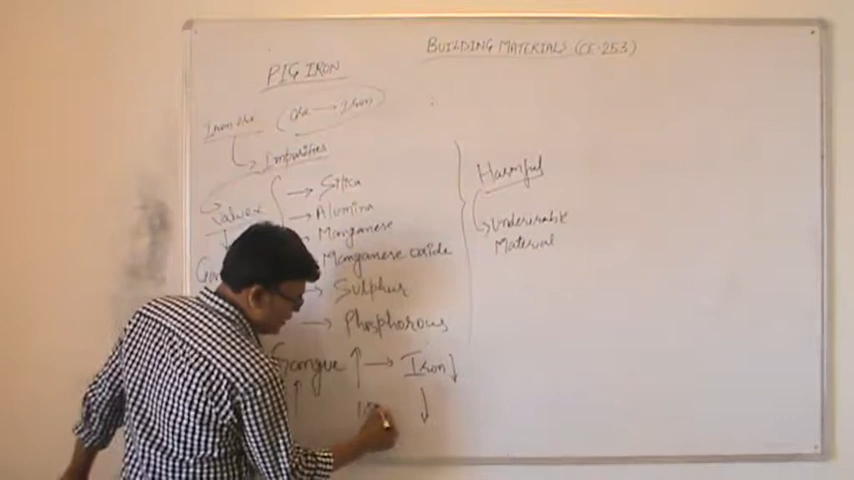 BUILDING MATERIALS (CE-253)
PIG IRON
Iron ore
Ore → Iron
Impurities
→ Silica
→ Alumina
Manganese
Manganese oxide
→ Sulphur
→ Phosphorous
Gangue ↑ → Iron ↓
↑ ↓
Harmful
Undesirable
Material